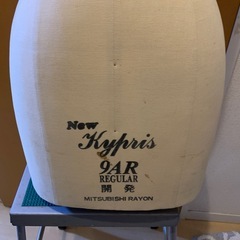 New
Kypris
9AR
REGULAR
開発
MITSUBISHI RAYON